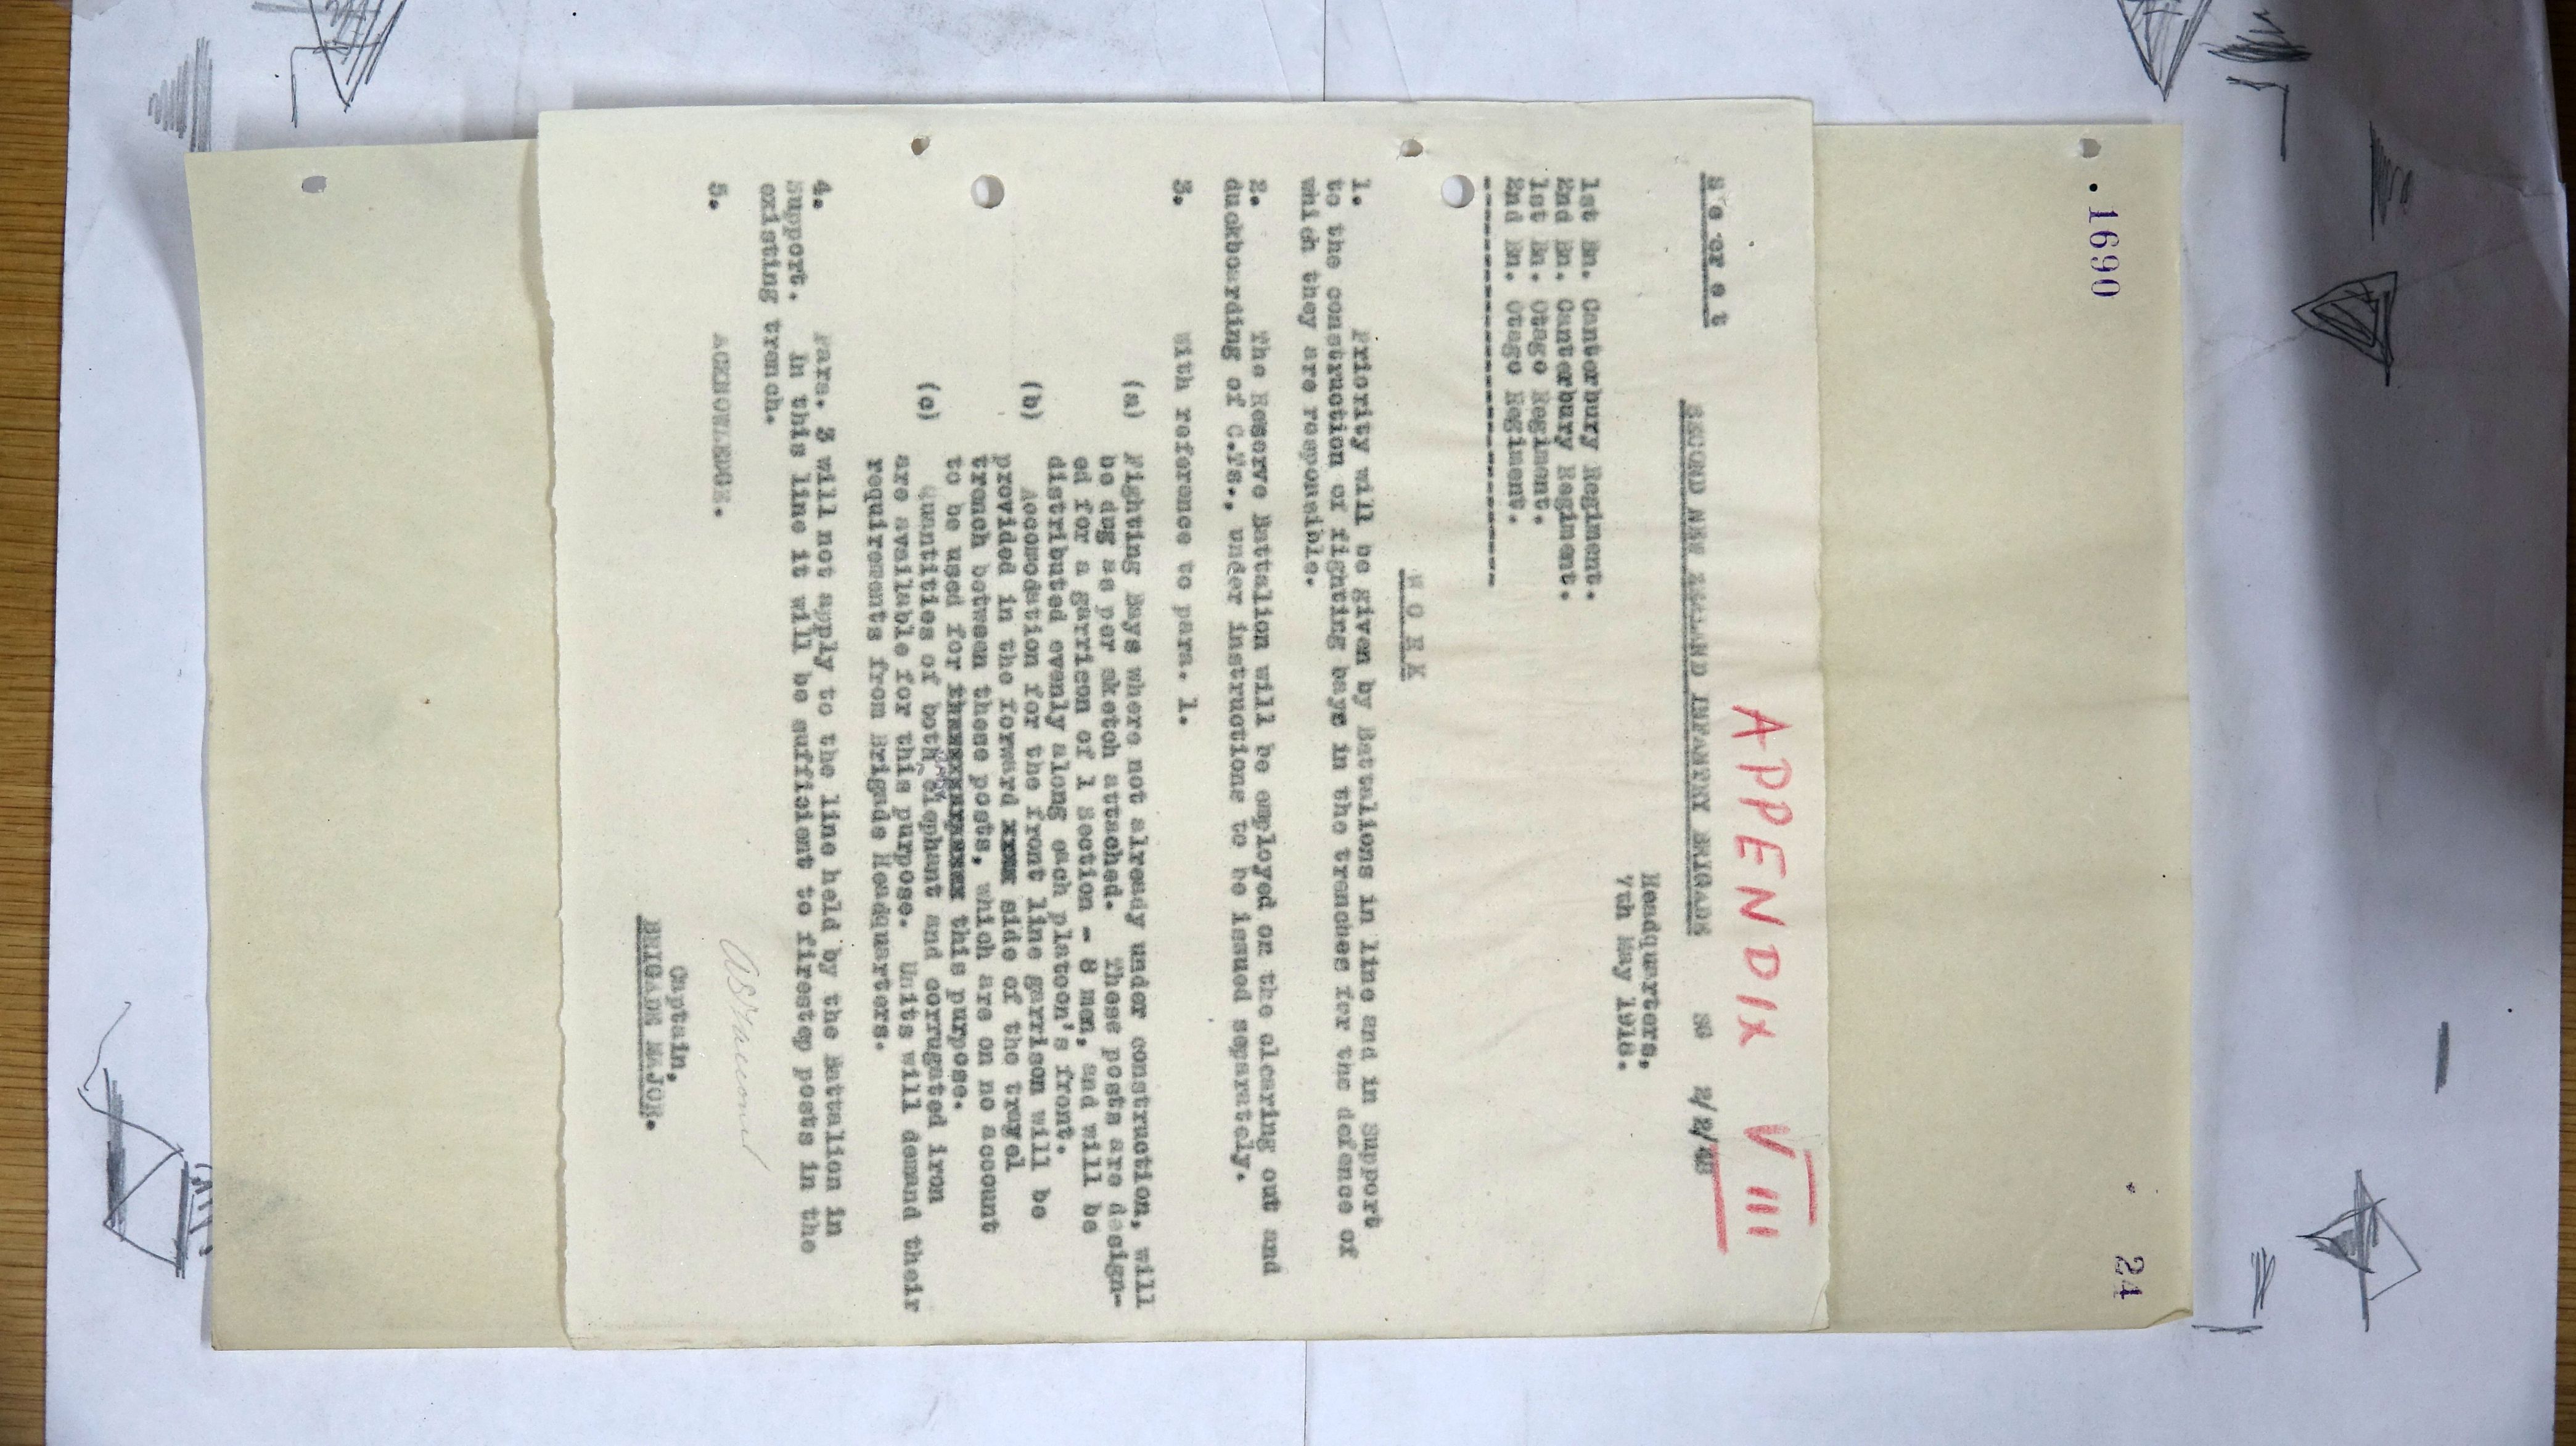 . 1690
24
APPENDIX VIII
S e cr e t
SECOND NEW ZEALAND INFANTRY BRIGADE
SG 2/2/48
Headquarters,
7th May 1918.
1st Bn. Canterbury Regiment.
2nd Bn. Canterbury Regiment.
1st Bn. Otago Regiment.
2nd Bn. Otago Regiment.
--------------------------------
W O R K
1. Priority will be given by Battalions in line and in Support
to the construction of fighting bays in the trenches for the defence of
which they are responsible.
2. The Reserve Battalion will be employed on the clearing out and
duckboarding of C.Ts., under instructions to be issued separately.
3. With reference to para. 1.
(a) Fighting Bays where not already under construction, will
be dug as per sketch attached. These posts are design-
ed for a garrison of 1 Section - 8 men, and will be
distributed evenly along each platoon's front.
(b) Accomodation for the front line garrison will be
provided in the forward side of the travel
trench between these posts, which are on no account
to be used for this purpose.
(c) Quantities of both elephant and corrugated iron
are available for this purpose. Units will demand their
requirements from Brigade Headquarters.
4. Para. 3 will not apply to the line held by the Battalion in
Support. In this line it will be sufficient to firestep posts in the
existing trench.
5. ACKNOWLEDGE.
Captain,
BRIGADE MAJOR.